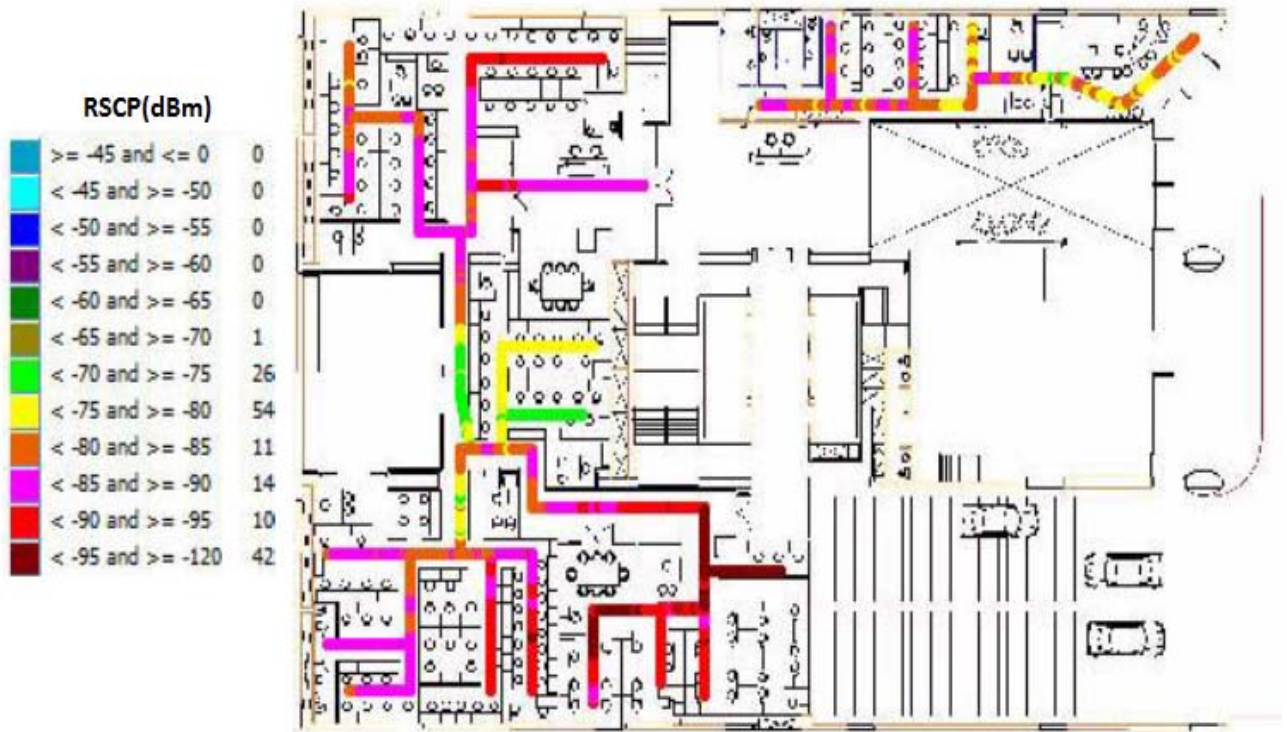 RSCP(dBm)
>= -45 and <= 0 0
< -45 and >= -50 0
< -50 and >= -55 0
< -55 and >= -60 0
< -60 and >= -65 0
< -65 and >= -70 1
< -70 and >= -75 26
< -75 and >= -80 54
< -80 and >= -85 11
< -85 and >= -90 14
< -90 and >= -95 10
< -95 and >= -120 42